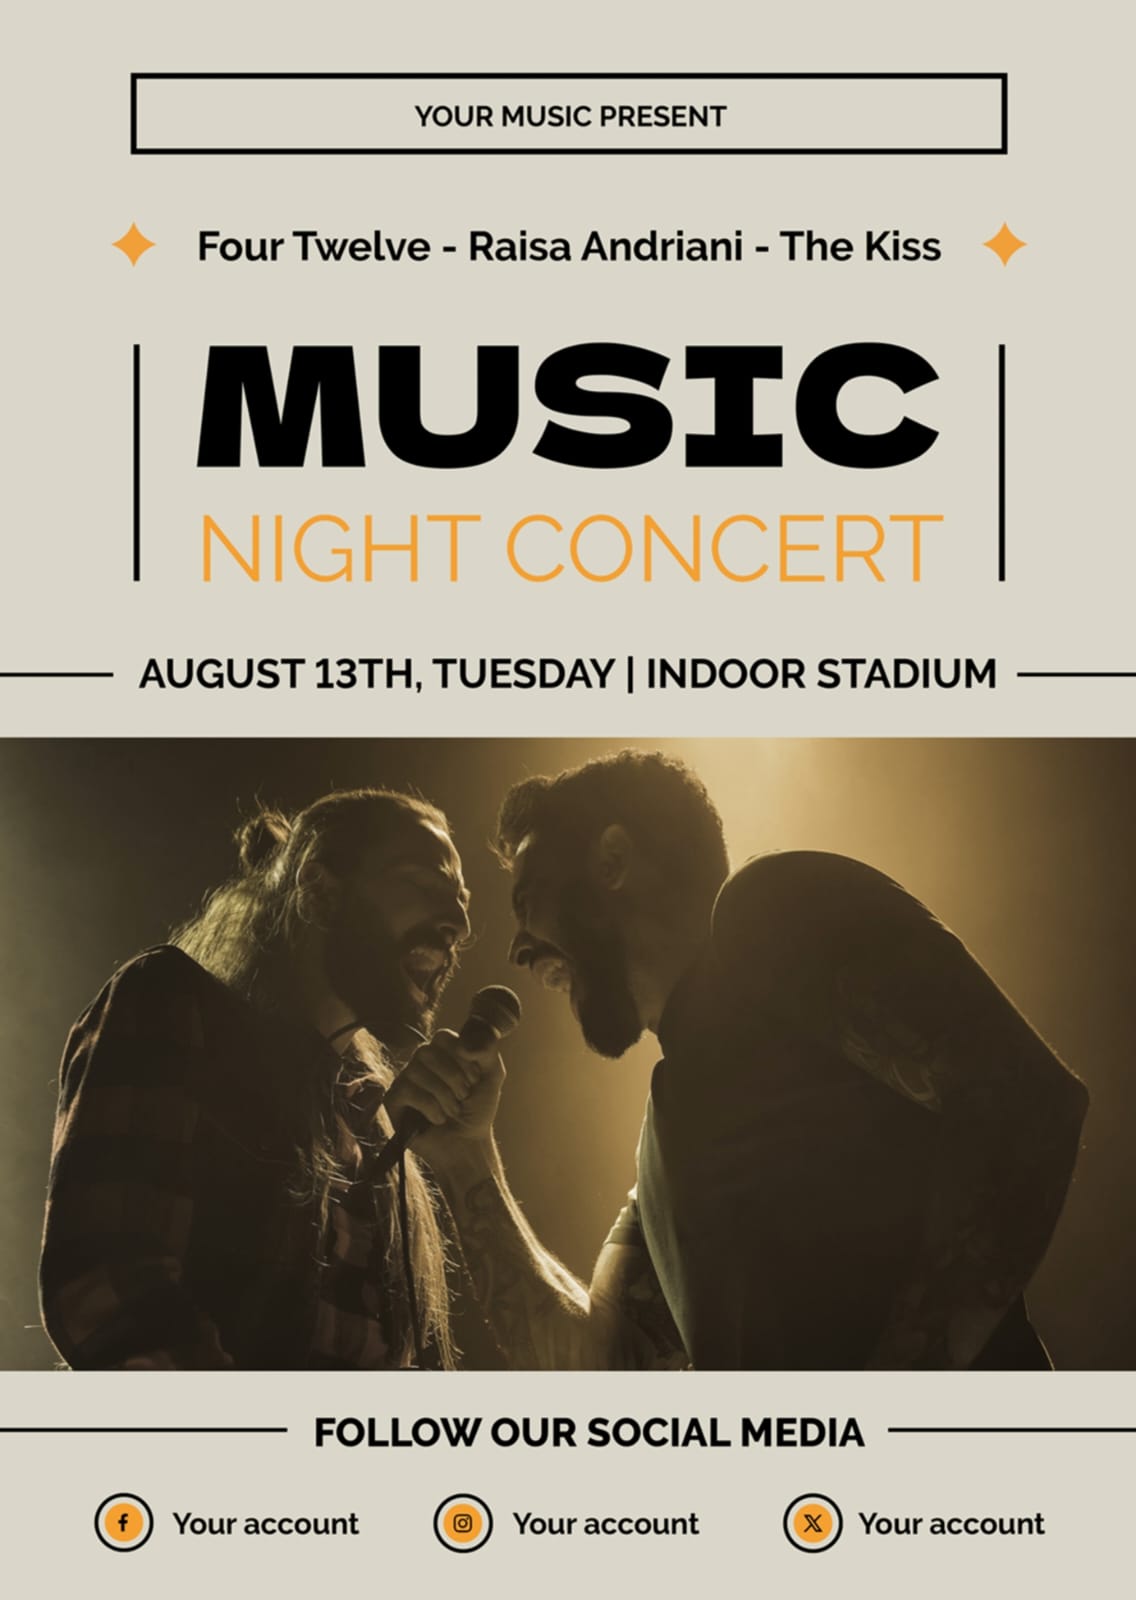 YOUR MUSIC PRESENT
Four Twelve - Raisa Andriani - The Kiss
MUSIC
NIGHT CONCERT
AUGUST 13TH, TUESDAY | INDOOR STADIUM
FOLLOW OUR SOCIAL MEDIA
Your account Your account Your account